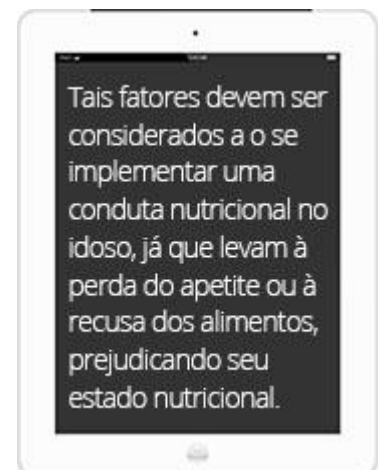 Tais fatores devem ser
considerados a o se
implementar uma
conduta nutricional no
idoso, já que levam à
perda do apetite ou à
recusa dos alimentos,
prejudicando seu
estado nutricional.